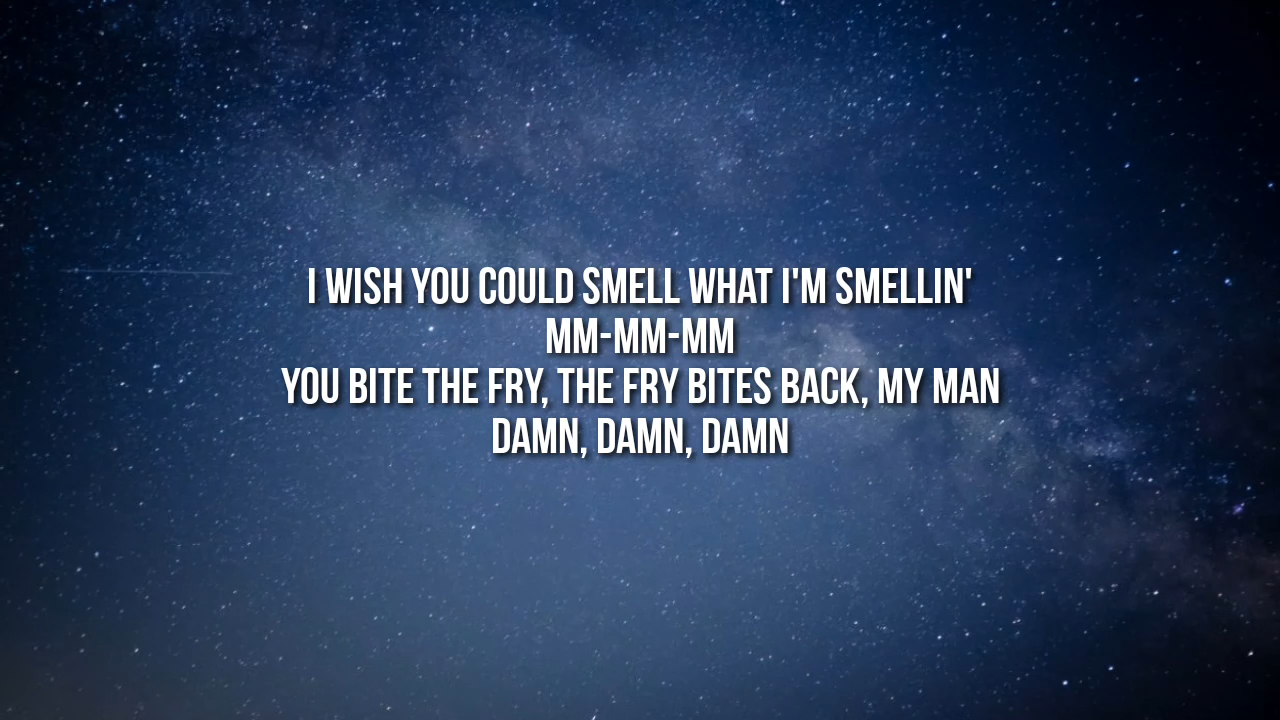 I WISH YOU COULD SMELL WHAT I'M SMELLIN'
MM-MM-MM
YOU BITE THE FRY, THE FRY BITES BACK, MY MAN
DAMN, DAMN, DAMN